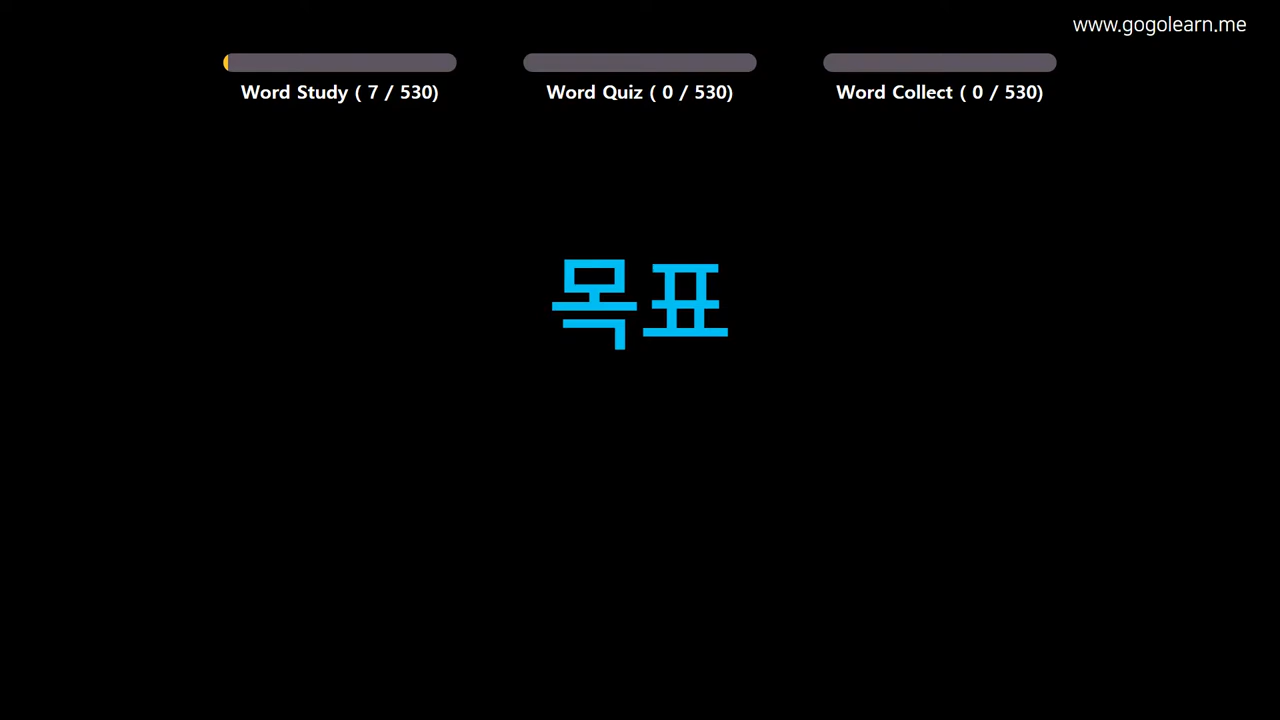 www.gogolearn.me
Word Study ( 7 / 530)
Word Quiz ( 0 / 530)
Word Collect ( 0 / 530)
목표